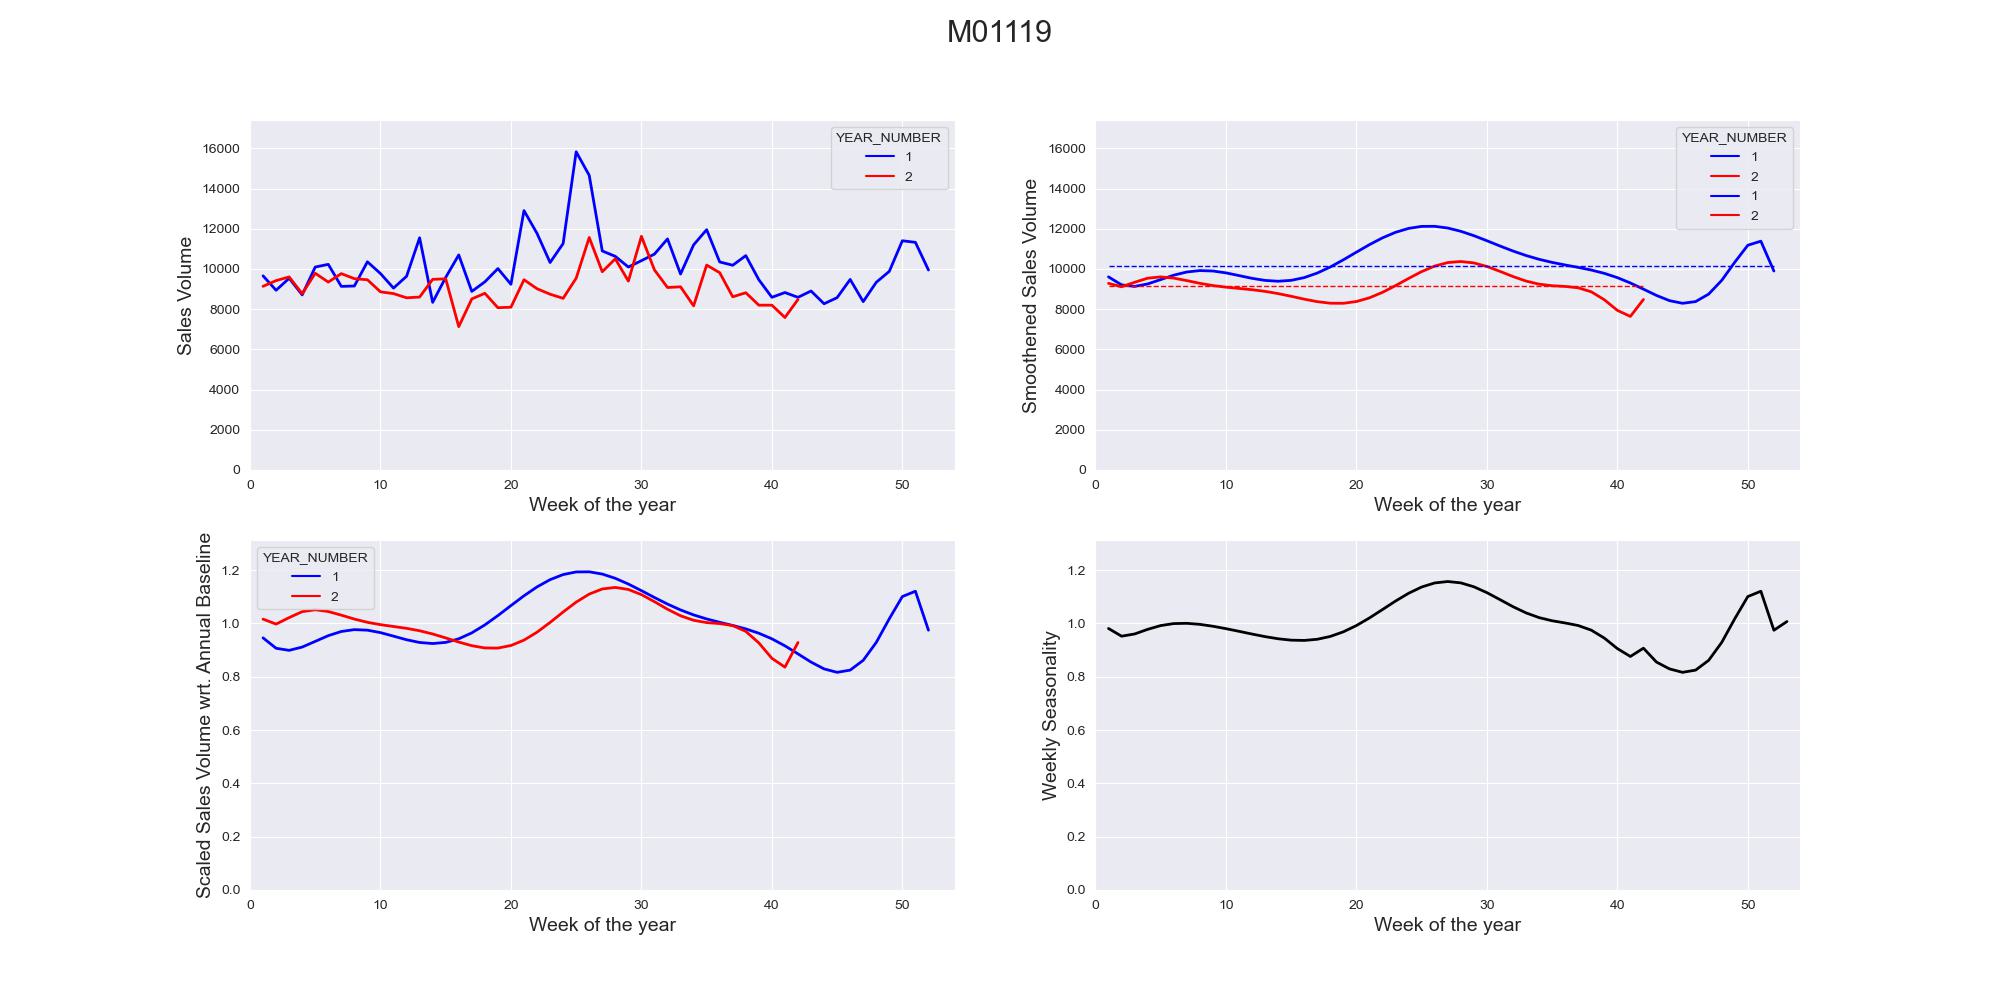 M01119
Sales Volume
16000
14000
12000
10000
8000
6000
4000
2000
0
YEAR_NUMBER
1
2
0 10 20 30 40 50
Week of the year
Smoothened Sales Volume
16000
14000
12000
10000
8000
6000
4000
2000
0
YEAR_NUMBER
1
2
1
2
0 10 20 30 40 50
Week of the year
Scaled Sales Volume wrt. Annual Baseline
YEAR_NUMBER
1
2
1.2
1.0
0.8
0.6
0.4
0.2
0.0
0 10 20 30 40 50
Week of the year
Weekly Seasonality
1.2
1.0
0.8
0.6
0.4
0.2
0.0
0 10 20 30 40 50
Week of the year